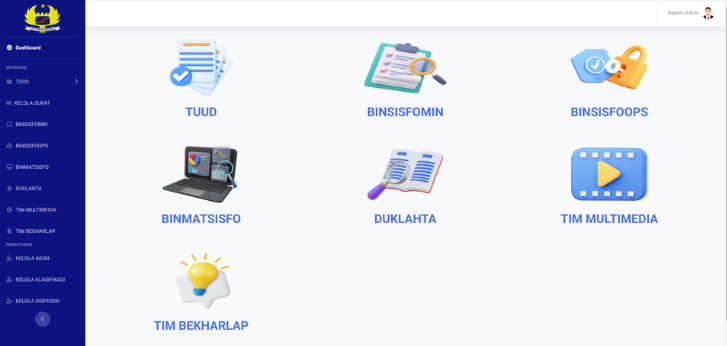 Qippa | Admin
Dashboard
INTERFACE
TUUD
KELOLA SURAT
BINSISFOMIN
BINSISFOOPS
BINMATSISFO
DUKLAHTA
TIM MULTIMEDIA
TIM BEKHARLAP
PENGATURAN
KELOLA AKUN
KELOLA KLASIFIKASI
KELOLA DISPOSISI
TUUD
BINSISFOMIN
BINSISFOOPS
BINMATSISFO
DUKLAHTA
TIM MULTIMEDIA
TIM BEKHARLAP